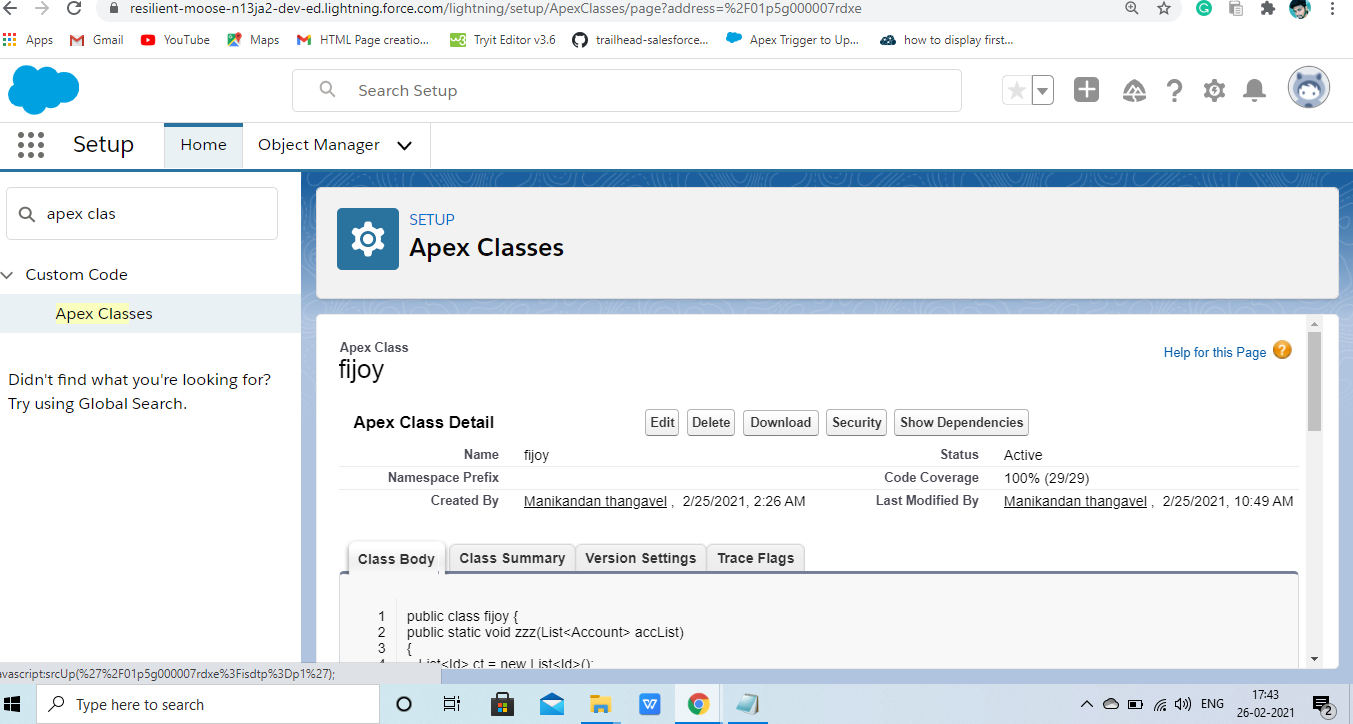 resilient-moose-n13ja2-dev-ed.lightning.force.com/lightning/setup/ApexClasses/page?address=%2F01p5g000007rdxe
Apps Gmail YouTube Maps HTML Page creatio... Tryit Editor v3.6 trailhead-salesforce... Apex Trigger to Up... how to display first...
Search Setup
Setup Home Object Manager
apex clas
Custom Code
Apex Classes
Didn't find what you're looking for?
Try using Global Search.
SETUP
Apex Classes
Apex Class
fijoy
Help for this Page ?
Apex Class Detail Edit Delete Download Security Show Dependencies
Name fijoy Status Active
Namespace Prefix Code Coverage 100% (29/29)
Created By Manikandan thangavel , 2/25/2021, 2:26 AM Last Modified By Manikandan thangavel , 2/25/2021, 10:49 AM
Class Body Class Summary Version Settings Trace Flags
1 public class fijoy {
2 public static void zzz(List<Account> accList)
3 {
4 List<Id> ct = new List<Id>();
avascript:srcUp(%27%2F01p5g000007rdxe%3Fisdtp%3Dp1%27);
Type here to search
ENG
17:43
26-02-2021
2